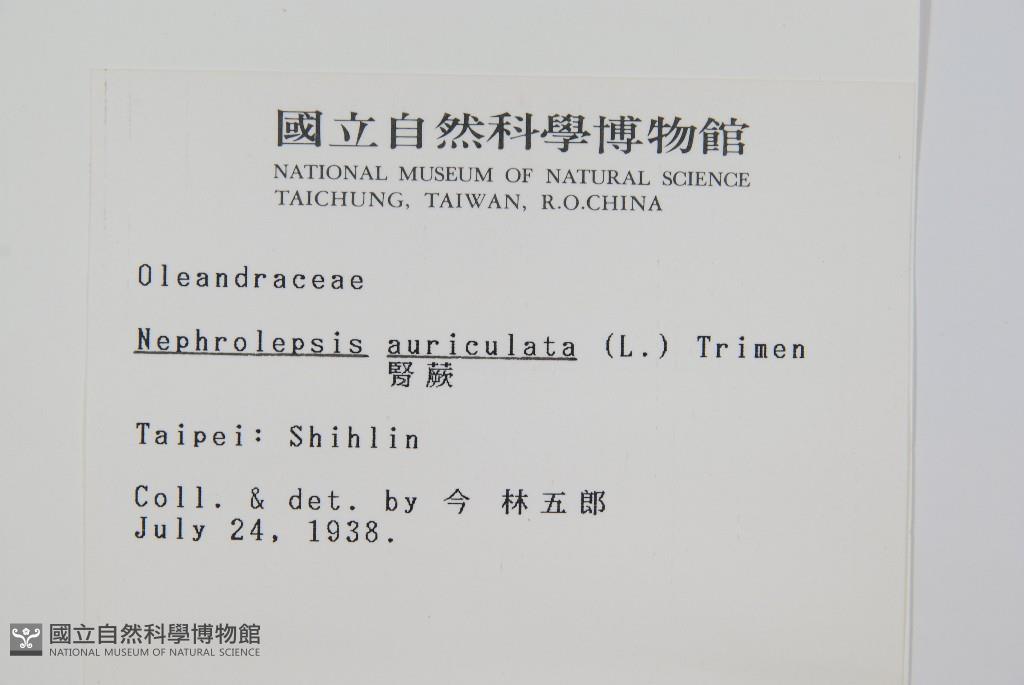 國立自然科學博物館
NATIONAL MUSEUM OF NATURAL SCIENCE
TAICHUNG, TAIWAN, R.O.CHINA
Oleandraceae
Nephrolepsis auriculata (L.) Trimen
腎蕨
Taipei: Shihlin
Coll. & det. by 今 林五郎
July 24, 1938.
國立自然科學博物館
NATIONAL MUSEUM OF NATURAL SCIENCE